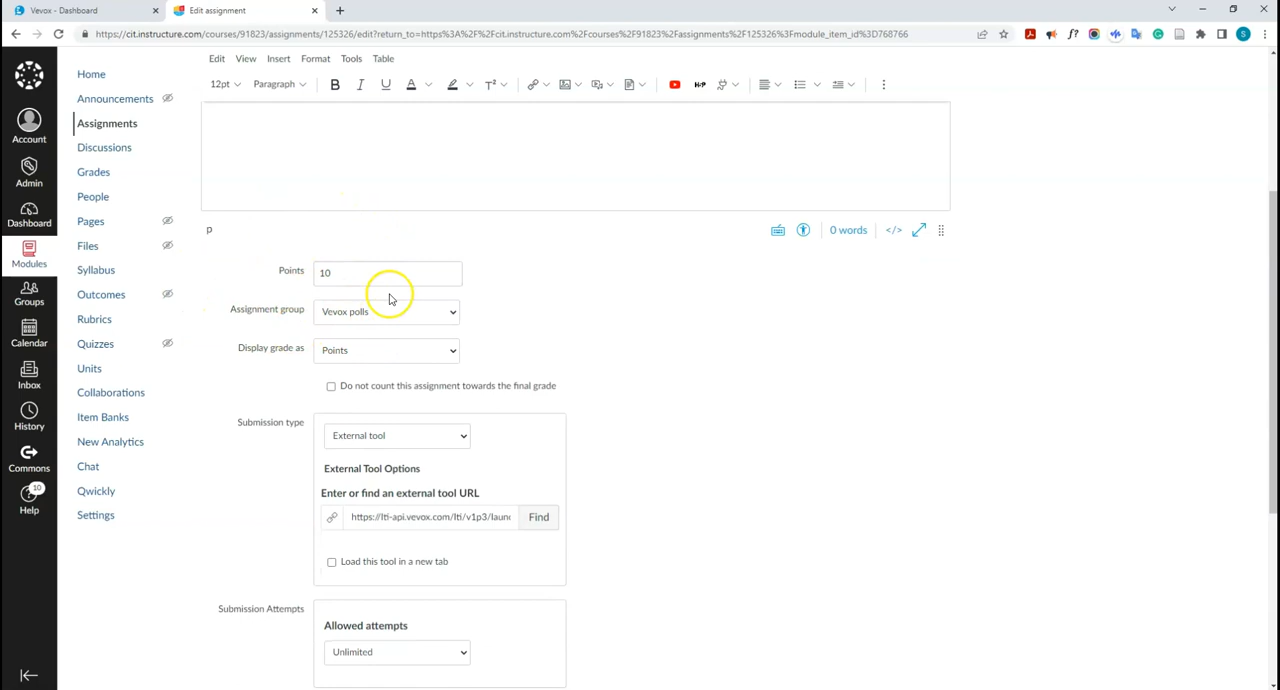 Vevox - Dashboard
Edit assignment
https://cit.instructure.com/courses/91823/assignments/125326/edit?return_to=https%3A%2F%2Fcit.instructure.com%2Fcourses%2F91823%2Fassignments%2F125326%2Fmodule_item_id%3D768766
S
Edit View Insert Format Tools Table
12pt Paragraph B I U A T²
H-P
Account
Admin
Dashboard
Modules
Groups
Calendar
Inbox
History
Commons
10
Help
Home
Announcements
Assignments
Discussions
Grades
People
Pages
Files
Syllabus
Outcomes
Rubrics
Quizzes
Units
Collaborations
Item Banks
New Analytics
Chat
Qwickly
Settings
p
0 words </>
Points 10
Assignment group Vevox polls
Display grade as Points
Do not count this assignment towards the final grade
Submission type
External tool
External Tool Options
Enter or find an external tool URL
https://lti-api.vevox.com/lti/v1p3/launc Find
Load this tool in a new tab
Submission Attempts
Allowed attempts
Unlimited